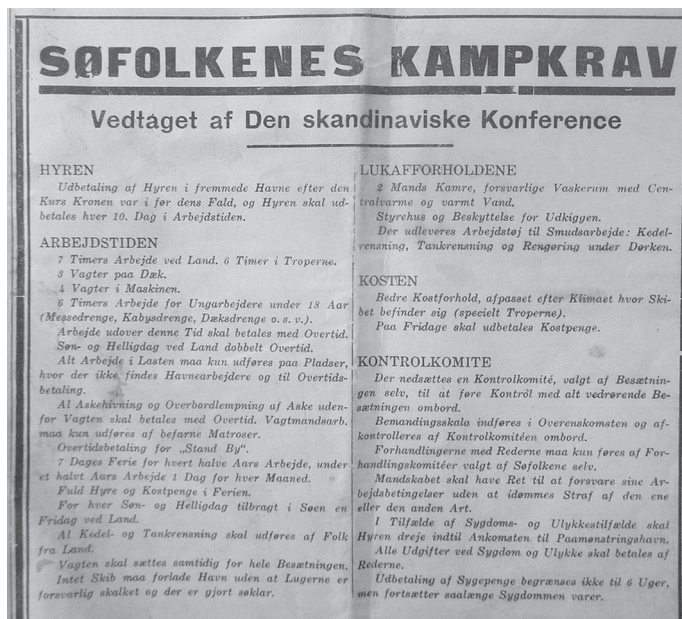 SØFOLKENES KAMPKRAV
Vedtaget af Den skandinaviske Konference
HYREN
Udbetaling af Hyren i fremmede Havne efter den
Kurs Kronen var i før dens Fald, og Hyren skal ud-
betales hver 10. Dag i Arbejdstiden.
ARBEJDSTIDEN
7 Timers Arbejde ved Land. 6 Timer i Troperne.
3 Vagter paa Dæk.
4 Vagter i Maskinen.
6 Timers Arbejde for Ungarbejdere under 18 Aar
(Messedrenge, Kabysdrenge, Dæksdrenge o. s. v.).
Arbejde udover denne Tid skal betales med Overtid.
Søn- og Helligdag ved Land dobbelt Overtid.
Alt Arbejde i Lasten maa kun udføres paa Pladser,
hvor der ikke findes Havnearbejdere og til Overtids-
betaling.
Al Askehivning og Overbordlempning af Aske uden-
for Vagten skal betales med Overtid. Vagtmandsarb.
maa kun udføres af befarne Matroser.
Overtidsbetaling for „Stand By“.
7 Dages Ferie for hvert halve Aars Arbejde, under
et halvt Aars Arbejde 1 Dag for hver Maaned.
Fuld Hyre og Kostpenge i Ferien.
For hver Søn- og Helligdag tilbragt i Søen en
Fridag ved Land.
Al Kedel- og Tankrensning skal udføres af Folk
fra Land.
Vagten skal sættes samtidig for hele Besætningen.
Intet Skib maa forlade Havn uden at Lugerne er
forsvarlig skalket og der er gjort søklar.
LUKAFFORHOLDENE
2 Mands Kamre, forsvarlige Vaskerum med Cen-
tralvarme og varmt Vand.
Styrehus og Beskyttelse for Udkiggen.
Der udleveres Arbejdstøj til Smudsarbejde: Kedel-
rensning, Tankrensning og Rengøring under Dørken.
KOSTEN
Bedre Kostforhold, afpasset efter Klimaet hvor Ski-
bet befinder sig (specielt Troperne).
Paa Fridage skal udbetales Kostpenge.
KONTROLKOMITE
Der nedsættes en Kontrolkomité, valgt af Besætnin-
gen selv, til at føre Kontrol med alt vedrørende Be-
sætningen ombord.
Bemandingsskala indføres i Overenskomsten og af-
kontrolleres af Kontrolkomitéen ombord.
Forhandlingerne med Rederne maa kun føres af For-
handlingskomitéer valgt af Søfolkene selv.
Mandskabet skal have Ret til at forsvare sine Ar-
bejdsbetingelser uden at idømmes Straf af den ene
eller den anden Art.
I Tilfælde af Sygdoms- og Ulykkestilfælde skal
Hyren dreje indtil Ankomsten til Paamønstringshavn.
Alle Udgifter ved Sygdom og Ulykke skal betales af
Rederne.
Udbetaling af Sygepenge begrænses ikke til 6 Uger,
men fortsætter saalænge Sygdommen varer.